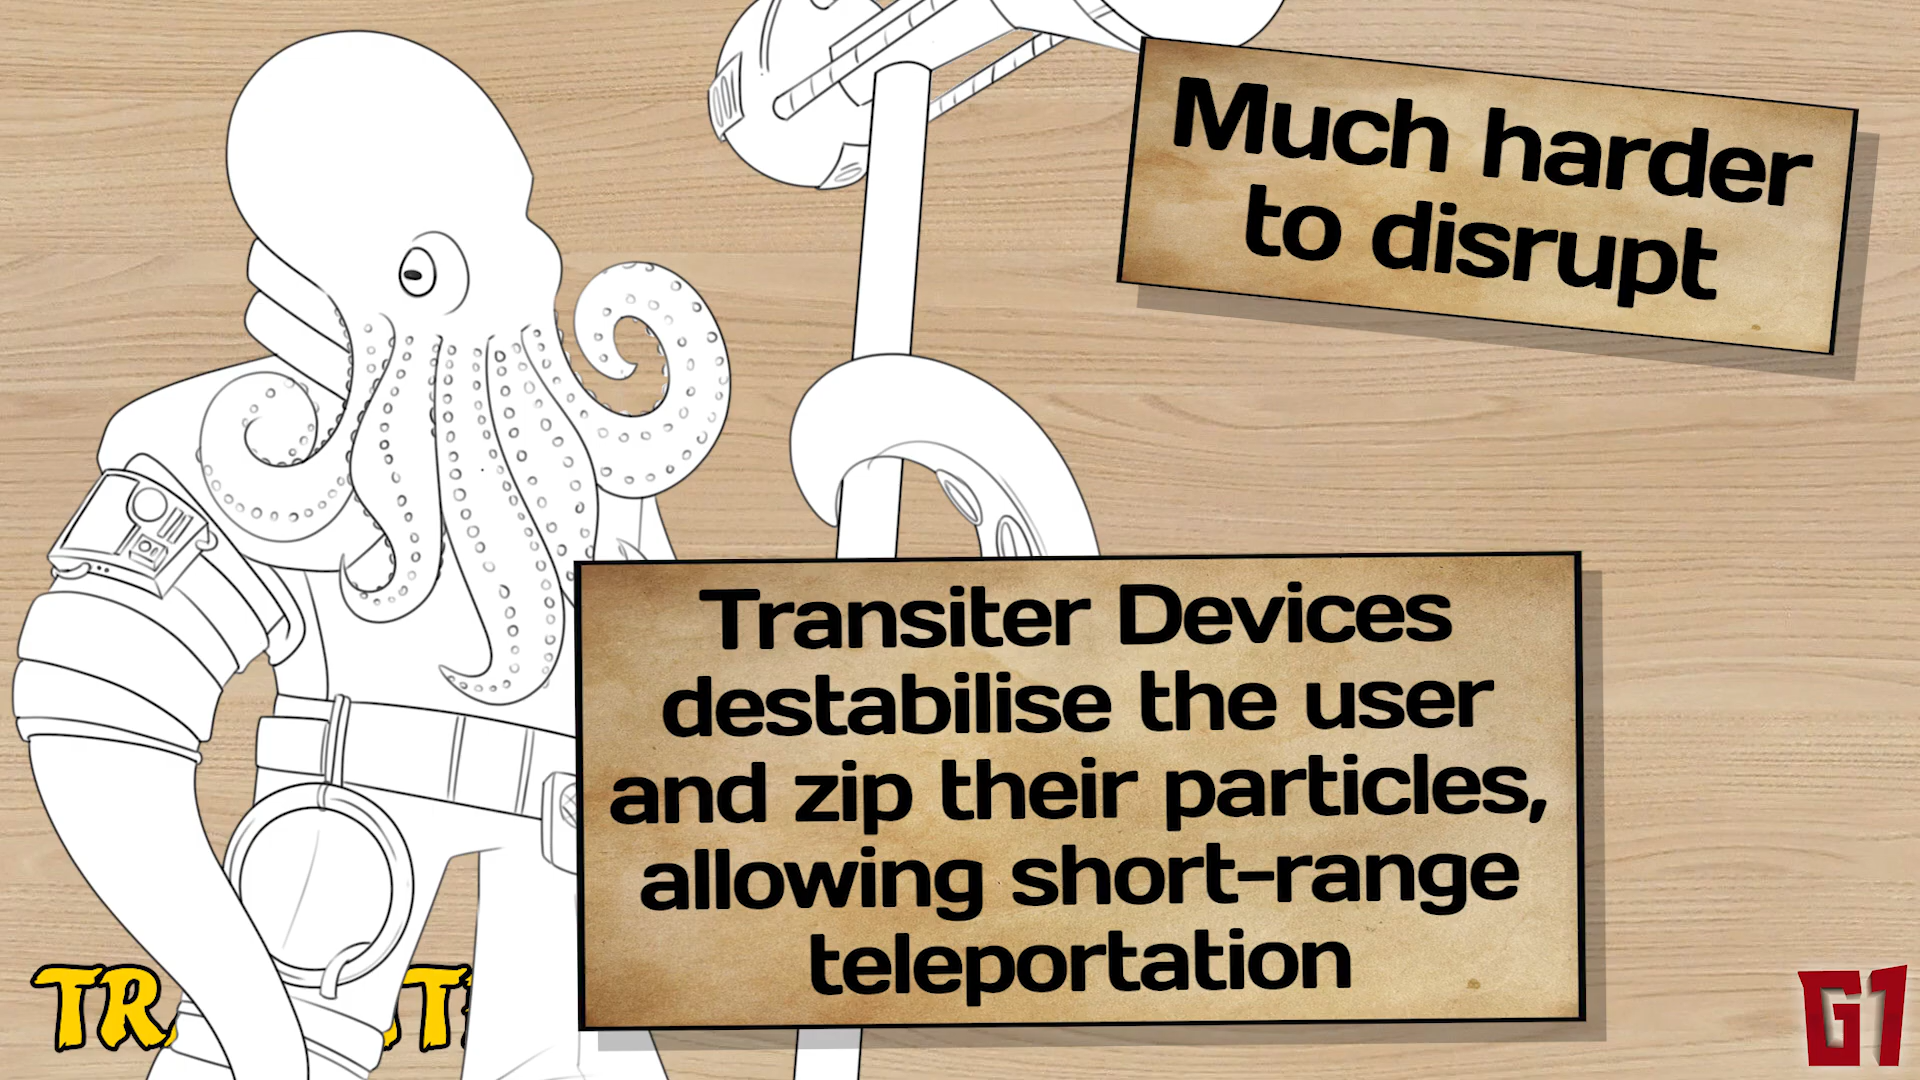 Much harder
to disrupt
Transiter Devices
destabilise the user
and zip their particles,
allowing short-range
teleportation
G1